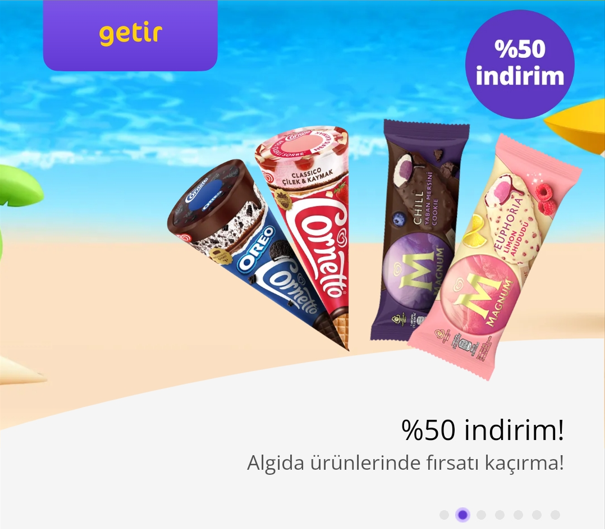 getir
%50
indirim
OREO
Cornetto
CLASSICO
ÇİLEK & KAYMAK
Cornetto
CHILL
YABAN MERSİNİ
COOKIE
M
MAGNUM
EUPHORIA
LİMON
AHUDUDU
M
MAGNUM
%50 indirim!
Algida ürünlerinde fırsatı kaçırma!